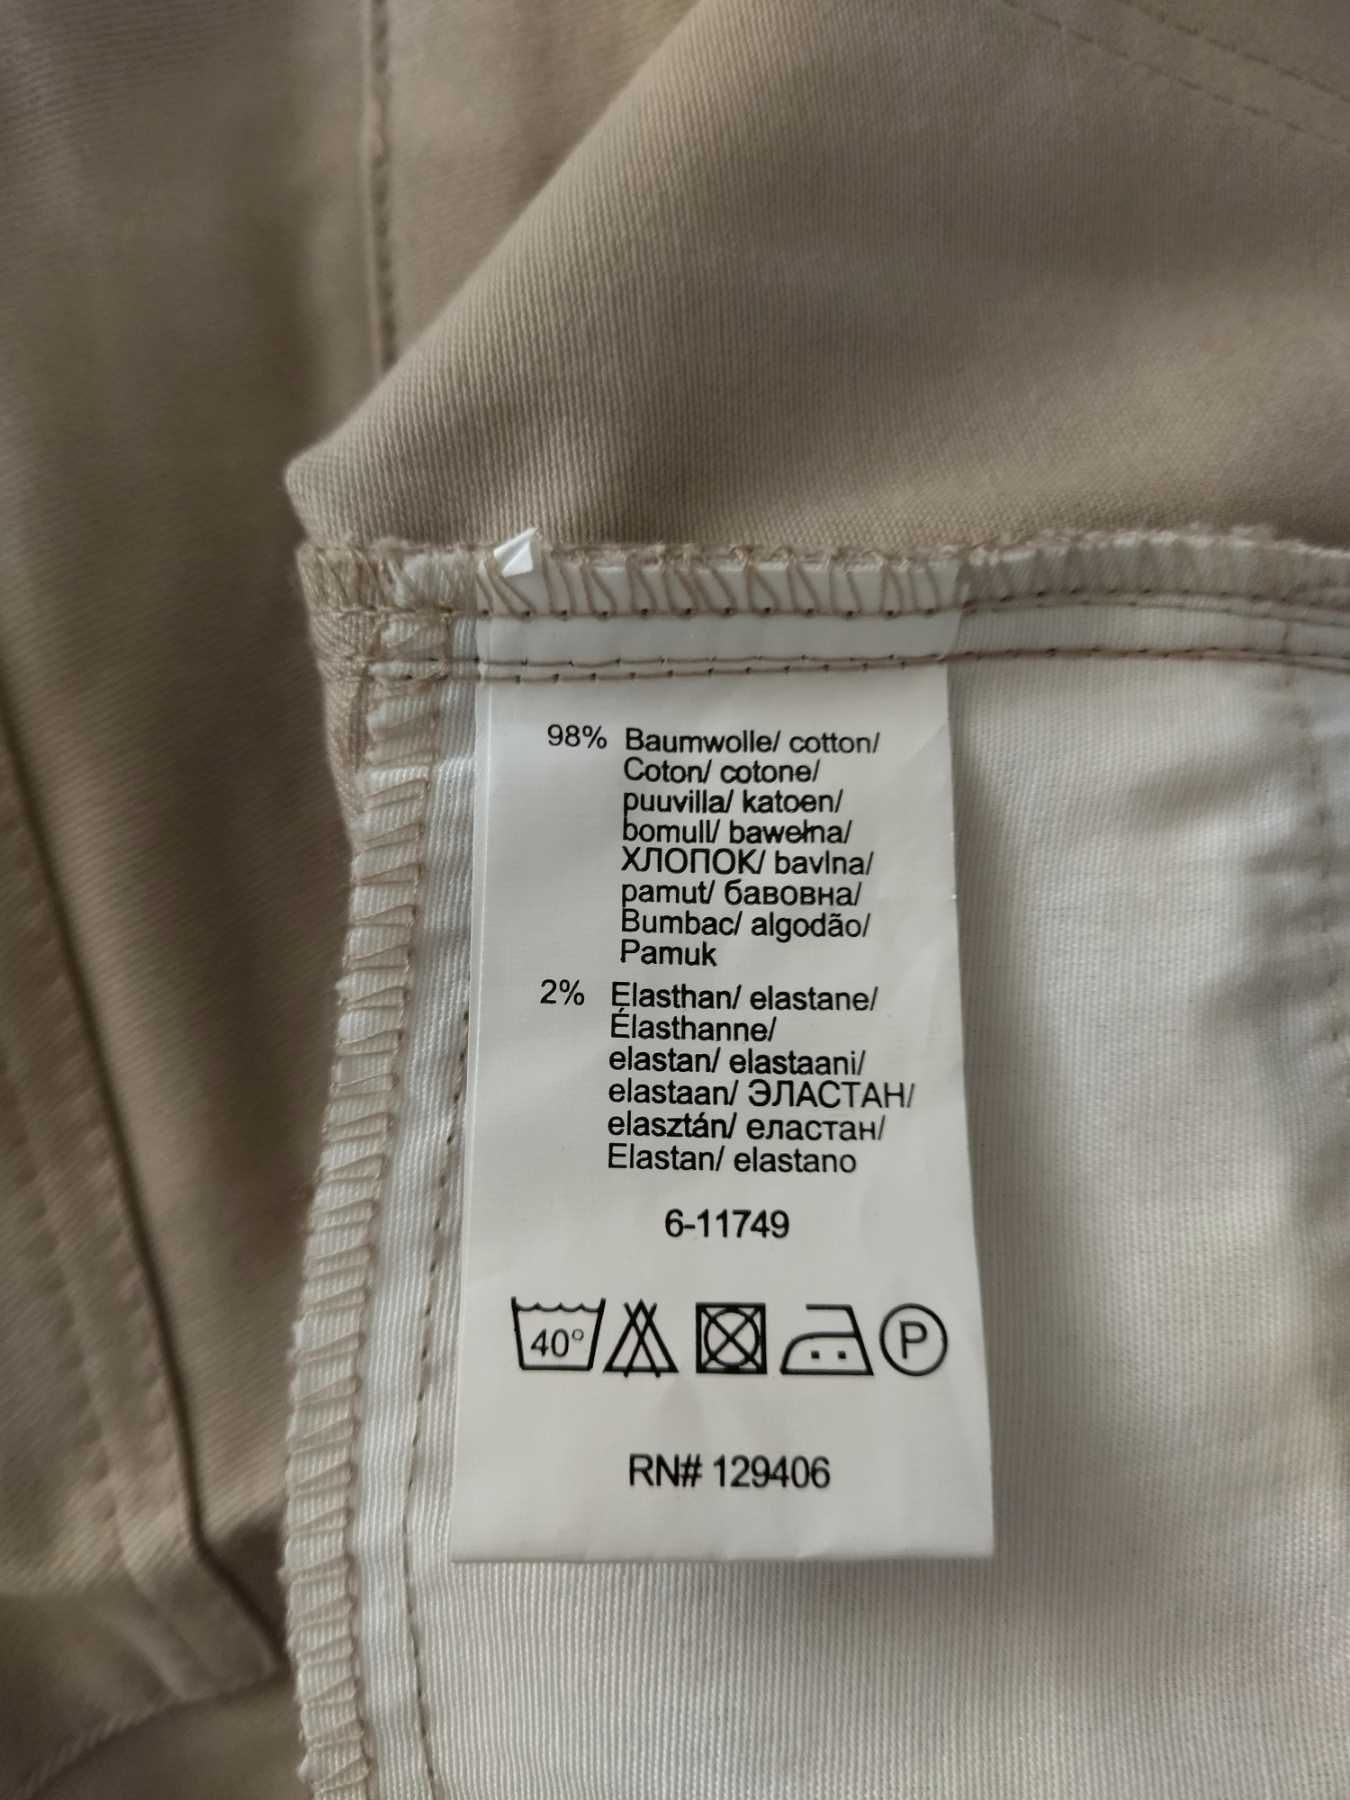 98% Baumwolle/ cotton/
Coton/ cotone/
puuvilla/ katoen/
bomull/ bawełna/
ХЛОПОК/ bavlna/
pamut/ бавовна/
Bumbac/ algodão/
Pamuk
2% Elasthan/ elastane/
Élasthanne/
elastan/ elastaani/
elastaan/ ЭЛАСТАН/
elasztán/ еластан/
Elastan/ elastano
6-11749
40° P
RN# 129406